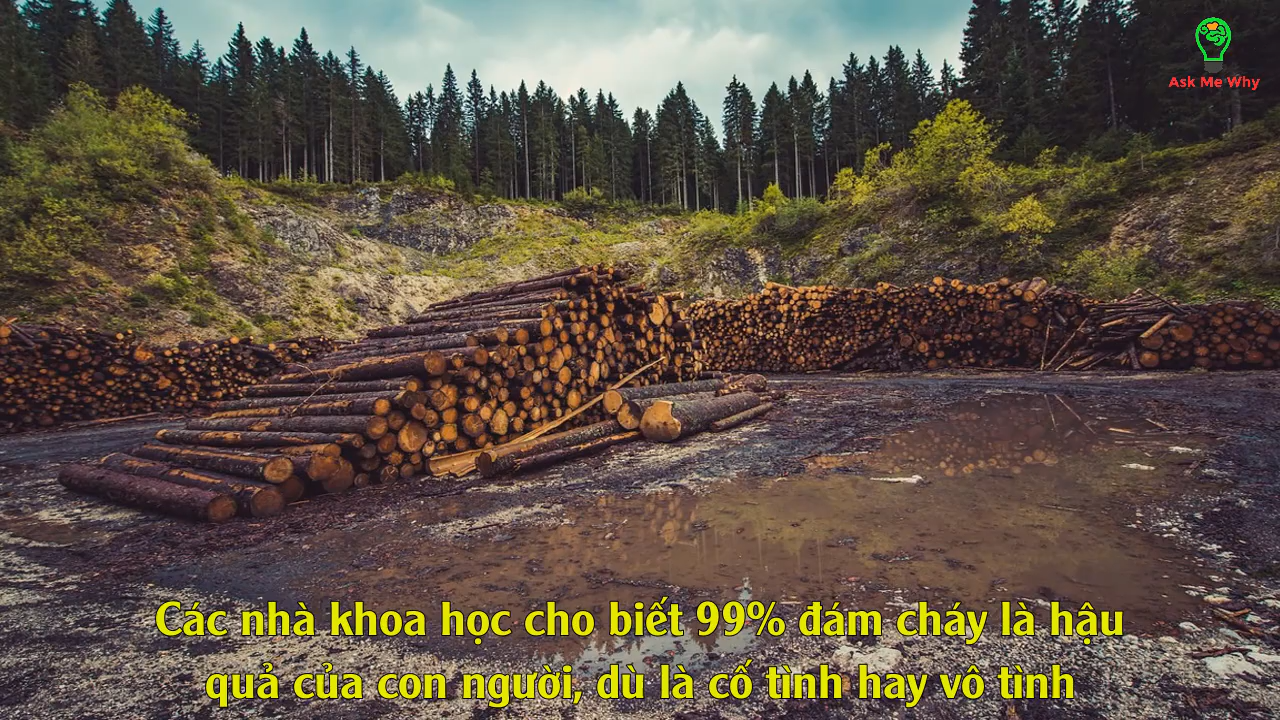 Ask Me Why
Các nhà khoa học cho biết 99% đám cháy là hậu
quả của con người, dù là cố tình hay vô tình